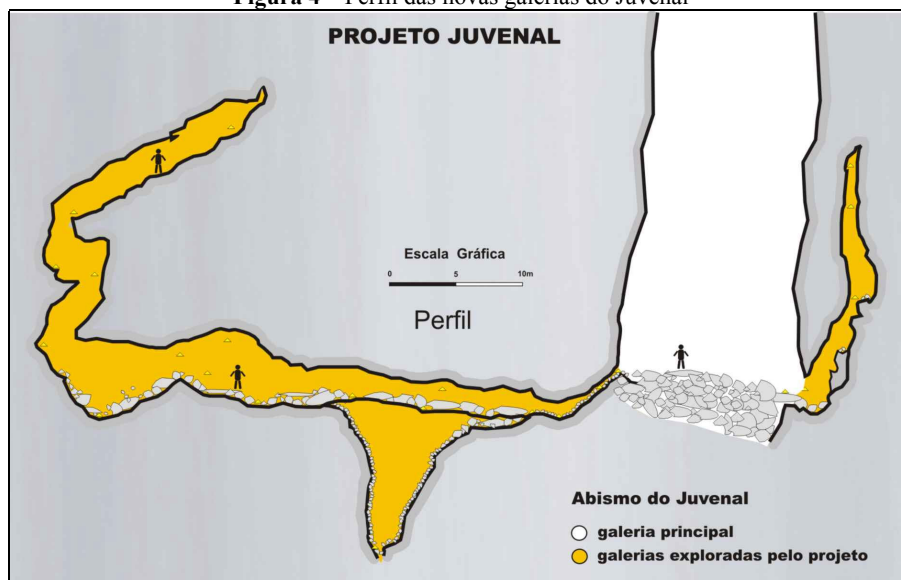 Figura 4 – Perfil das novas galerias do Juvenal
PROJETO JUVENAL
Escala Gráfica
0 5 10m
Perfil
Abismo do Juvenal
galeria principal
galerias exploradas pelo projeto